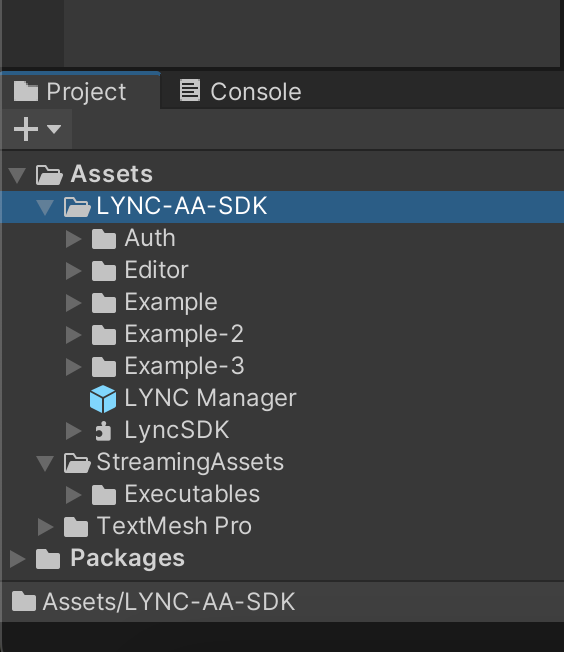 Project Console
Assets
LYNC-AA-SDK
Auth
Editor
Example
Example-2
Example-3
LYNC Manager
LyncSDK
StreamingAssets
Executables
TextMesh Pro
Packages
Assets/LYNC-AA-SDK